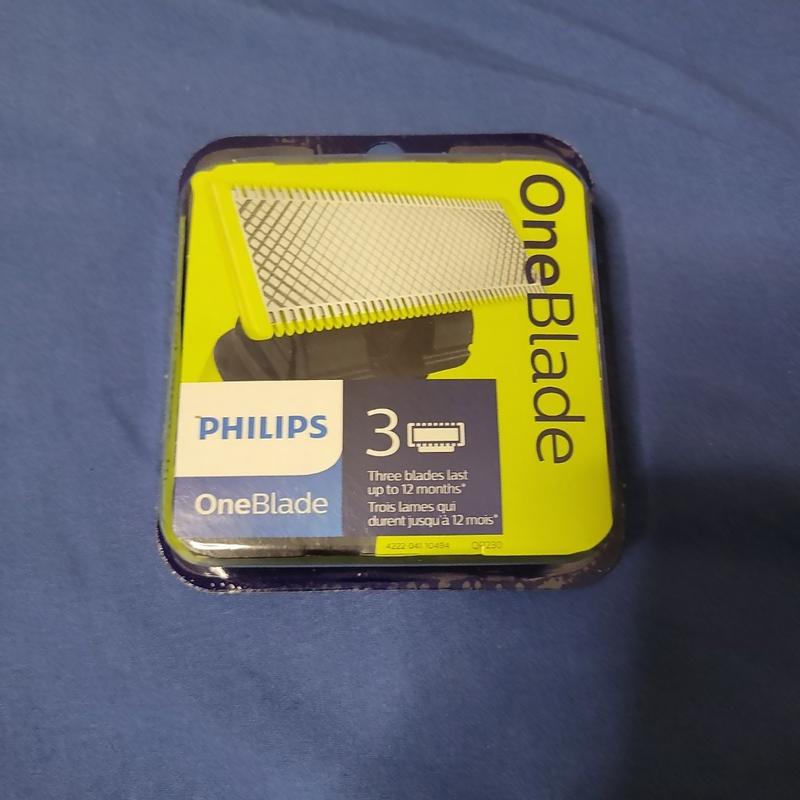 OneBlade
PHILIPS
OneBlade
3
Three blades last
up to 12 months*
Trois lames qui
durent jusqu'à 12 mois*
4222 041 10494 QP230